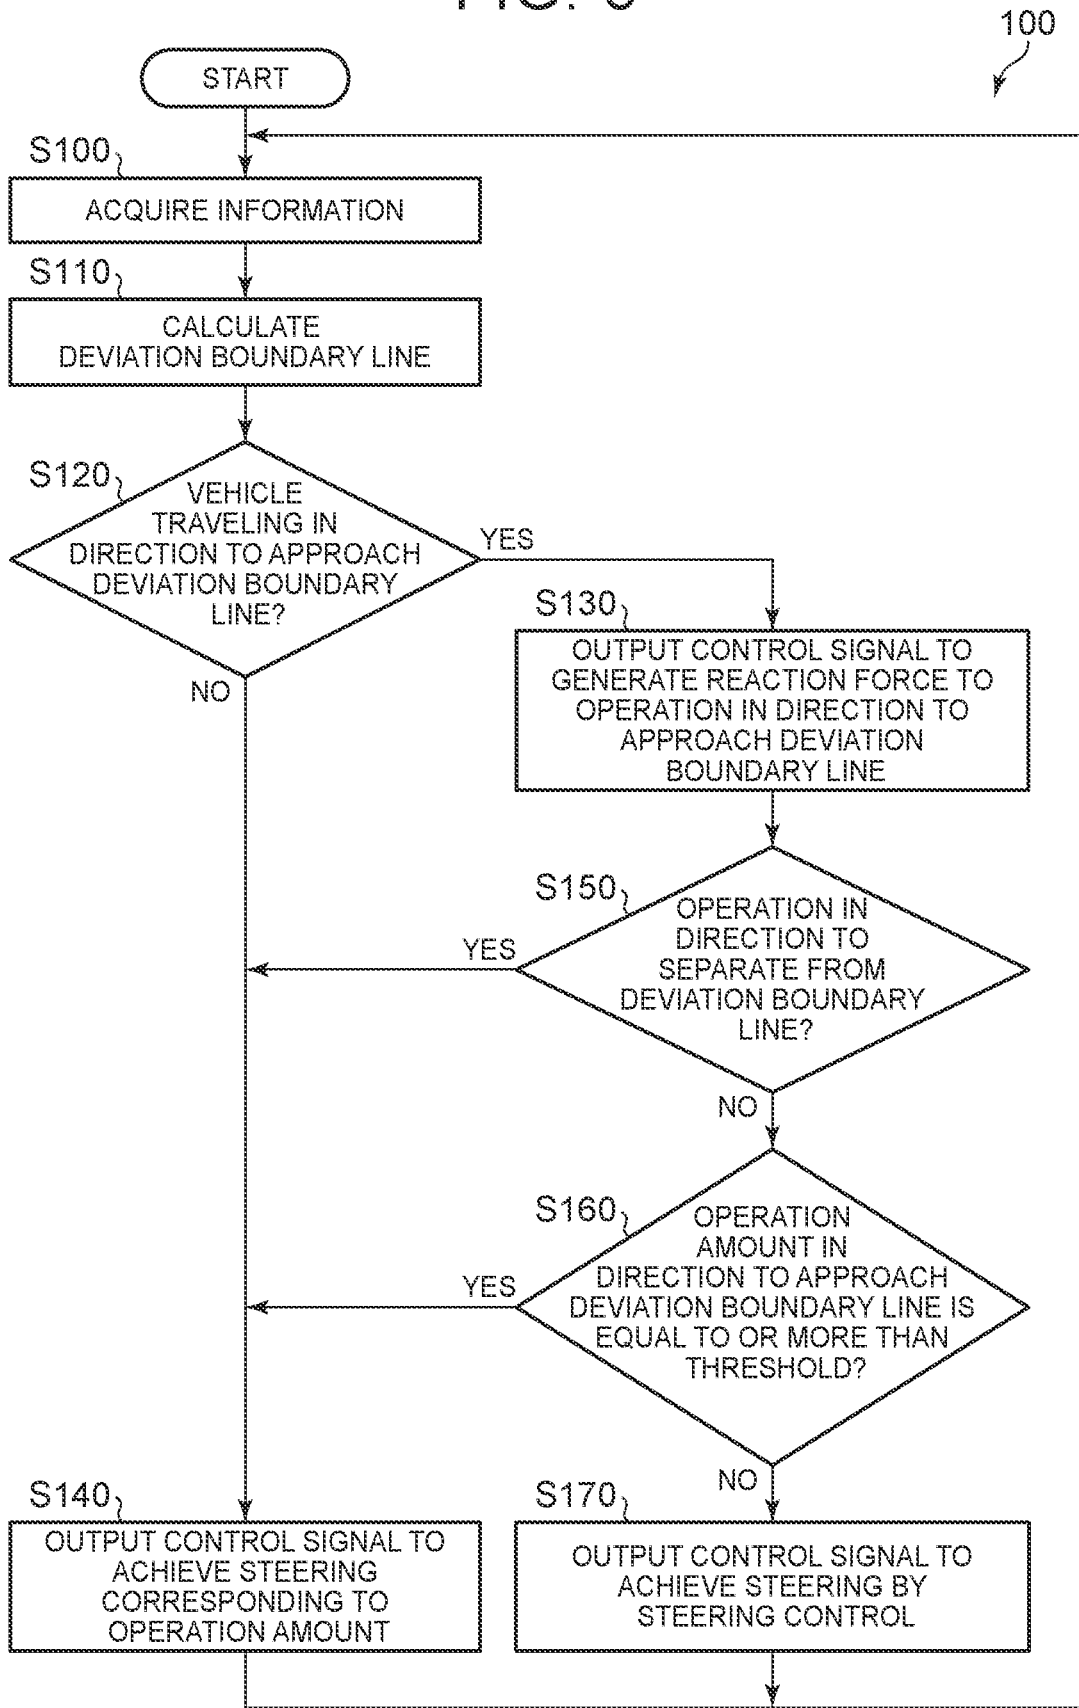 100
START
S100
ACQUIRE INFORMATION
S110
CALCULATE
DEVIATION BOUNDARY LINE
S120
VEHICLE
TRAVELING IN
DIRECTION TO APPROACH
DEVIATION BOUNDARY
LINE?
YES
NO
S130
OUTPUT CONTROL SIGNAL TO
GENERATE REACTION FORCE TO
OPERATION IN DIRECTION TO
APPROACH DEVIATION
BOUNDARY LINE
S150
OPERATION IN
DIRECTION TO
SEPARATE FROM
DEVIATION BOUNDARY
LINE?
YES
NO
S160
OPERATION
AMOUNT IN
DIRECTION TO APPROACH
DEVIATION BOUNDARY LINE IS
EQUAL TO OR MORE THAN
THRESHOLD?
YES
NO
S140
OUTPUT CONTROL SIGNAL TO
ACHIEVE STEERING
CORRESPONDING TO
OPERATION AMOUNT
S170
OUTPUT CONTROL SIGNAL TO
ACHIEVE STEERING BY
STEERING CONTROL